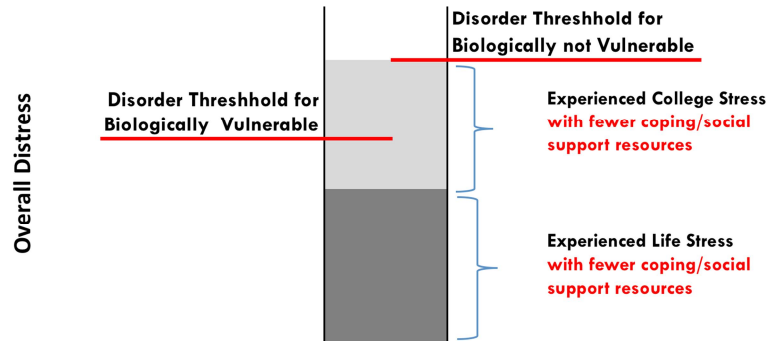 Disorder Threshhold for
Biologically not Vulnerable
Disorder Threshhold for
Biologically Vulnerable
Overall Distress
Experienced College Stress
with fewer coping/social
support resources
Experienced Life Stress
with fewer coping/social
support resources